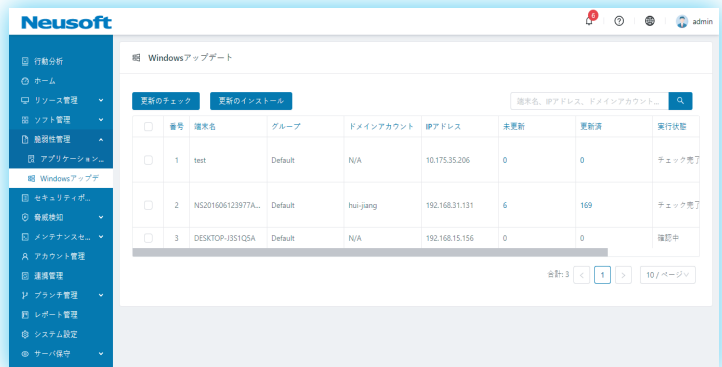 Neusoft
6
admin
行動分析
ホーム
リソース管理
ソフト管理
脆弱性管理
アプリケーション...
Windowsアップデ
セキュリティポ...
脅威検知
メンテナンスセ...
アカウント管理
連携管理
ブランチ管理
レポート管理
システム設定
サーバ保守
Windowsアップデート
更新のチェック 更新のインストール
端末名、IPアドレス、ドメインアカウント...
番号 端末名 グループ ドメインアカウント IPアドレス 未更新 更新済 実行状態
1 test Default N/A 10.175.35.206 0 0 チェック完了
2 NS201606123977A... Default hui-jiang 192.168.31.131 6 169 チェック完了
3 DESKTOP-J3S1Q5A Default N/A 192.168.15.156 0 0 確認中
合計: 3 < 1 > 10 / ページ